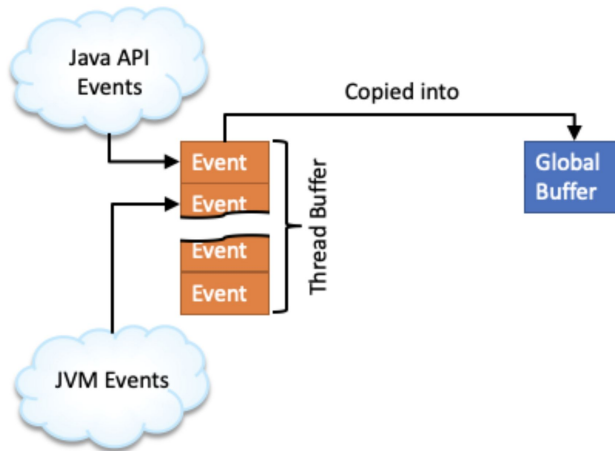 Java API
Events
Copied into
Event
Event
Event
Event
Thread Buffer
Global
Buffer
JVM Events